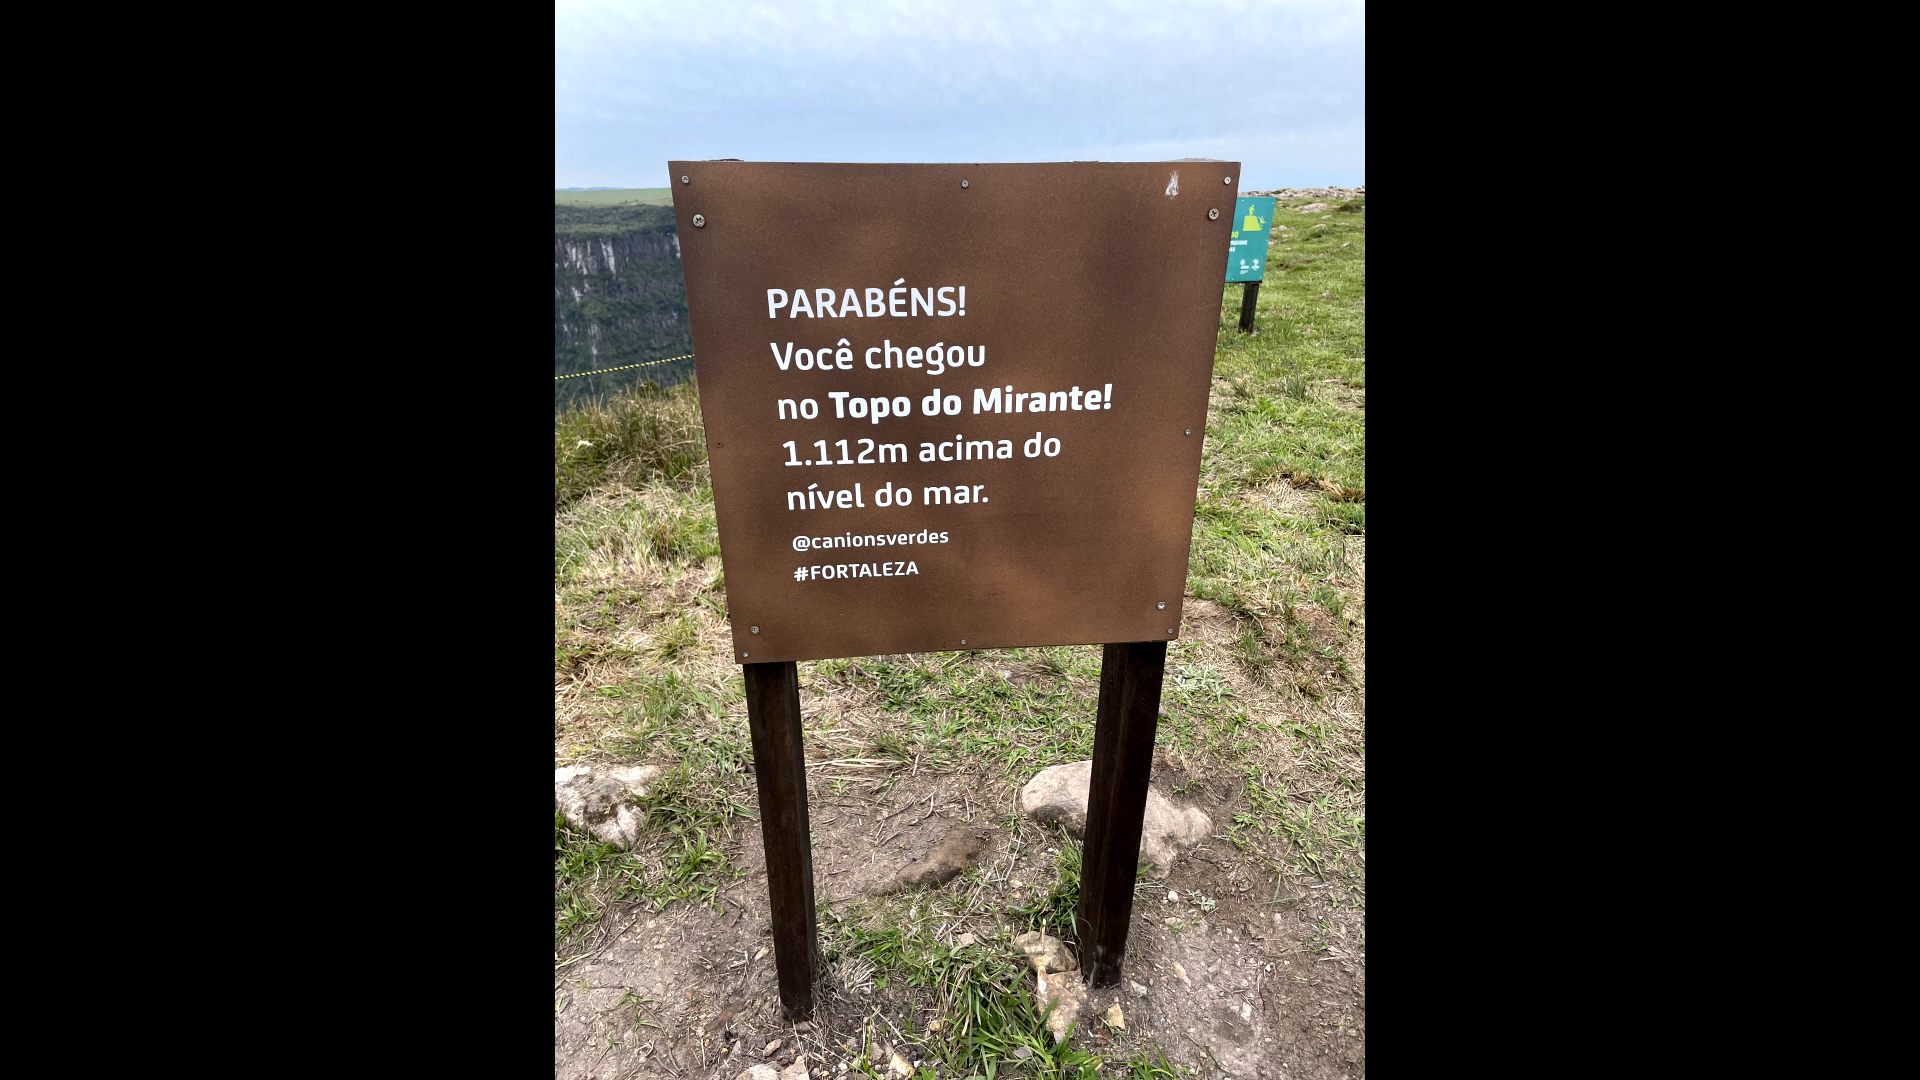 PARABÉNS!
Você chegou
no Topo do Mirante!
1.112m acima do
nível do mar.
@canionsverdes
#FORTALEZA